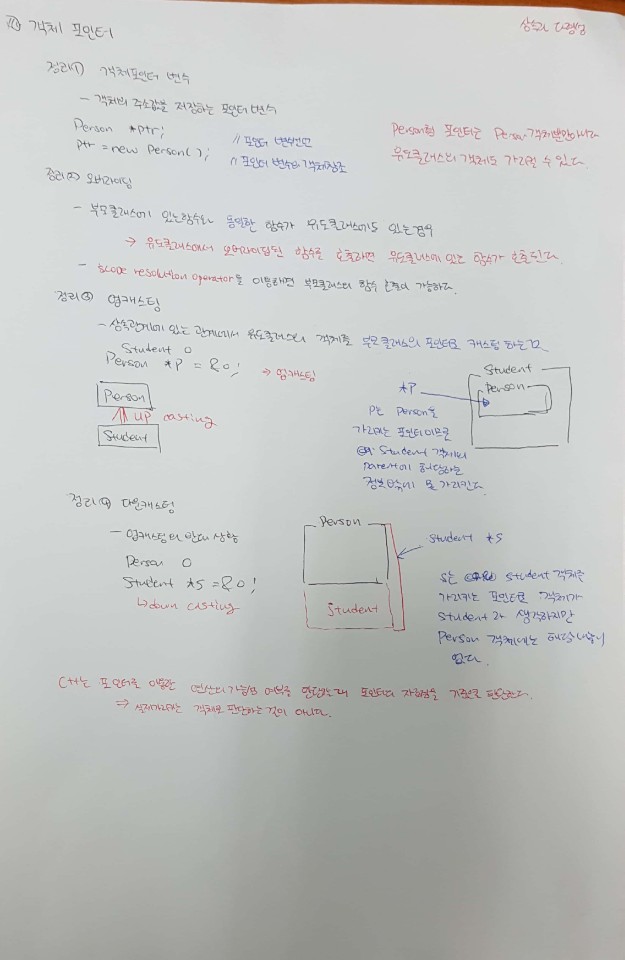 객체 포인터
상속과 다형성
정리① 객체포인터 변수
- 객체의 주소값을 저장하는 포인터 변수
Person *ptr; // 포인터 변수선언
ptr = new Person(); // 포인터 변수의 객체참조
Person형 포인터는 Person 객체뿐만아니라
유도클래스의 객체도 가리킬 수 있다.
정리② 오버라이딩
- 부모클래스에 있는함수와 동일한 함수가 유도클래스에도 있는경우
→ 유도클래스에서 오버라이딩된 함수를 호출하면 유도클래스에 있는 함수가 호출된다.
- scope resolution operator을 이용하면 부모클래스의 함수 호출이 가능하다.
정리③ 업캐스팅
- 상속관계에 있는 관계에서 유도클래스의 객체를 부모클래스의 포인터로 캐스팅 하는것
Student O
Person *P = &O; → 업캐스팅
Person
UP casting
Student
Student
Person
*P
P는 Person을
가리키는 포인터이므로
Student 객체의
parent에 해당하는
정보밖에 못 가리킨다.
정리④ 다운캐스팅
- 업캐스팅의 반대 상황
Person O
Student *S = &O;
↳ down casting
Person
Student
Student *S
S는 Student 객체를
가리키는 포인터로 객체가
Student라 생각하지만
Person 객체에는 해당내용이
없다.
C++는 포인터를 이용한 연산의 가능성 여부를 판단할때 포인터의 자료형을 기준으로 판단한다.
⇒ 실제가리키는 객체로 판단하는 것이 아니다.